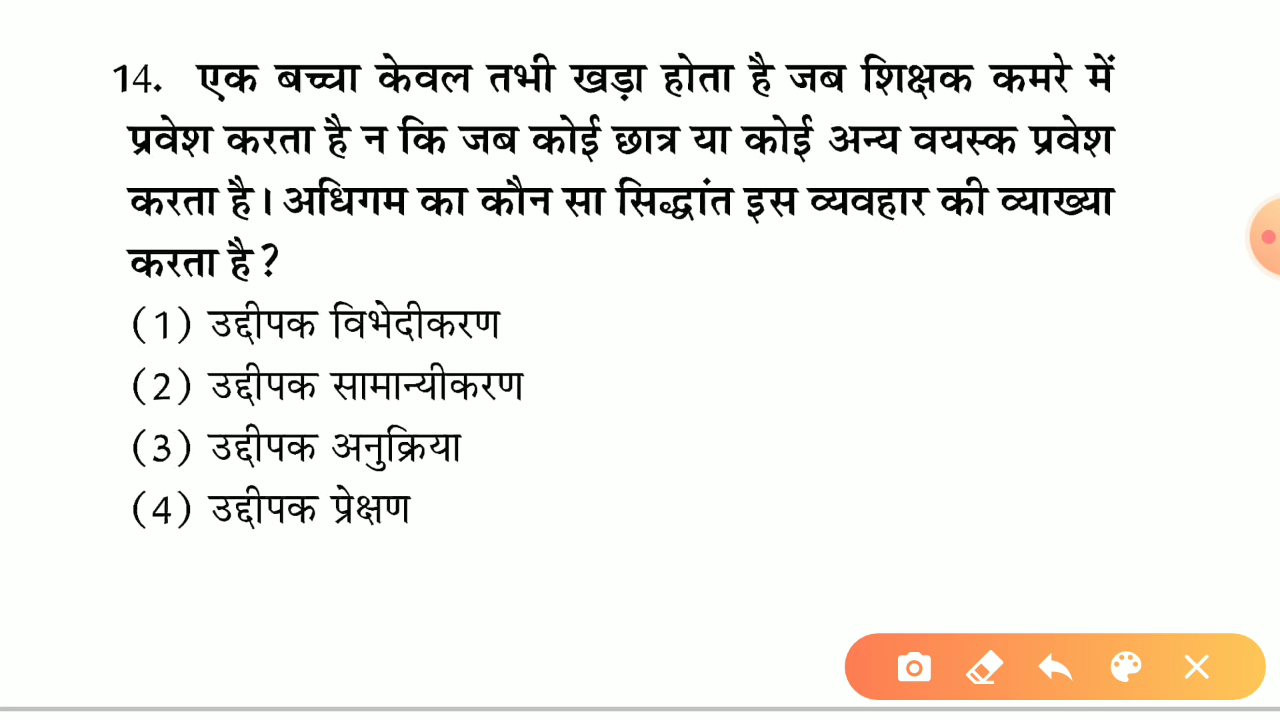 14. एक बच्चा केवल तभी खड़ा होता है जब शिक्षक कमरे में
प्रवेश करता है न कि जब कोई छात्र या कोई अन्य वयस्क प्रवेश
करता है। अधिगम का कौन सा सिद्धांत इस व्यवहार की व्याख्या
करता है?
(1) उद्दीपक विभेदीकरण
(2) उद्दीपक सामान्यीकरण
(3) उद्दीपक अनुक्रिया
(4) उद्दीपक प्रेक्षण